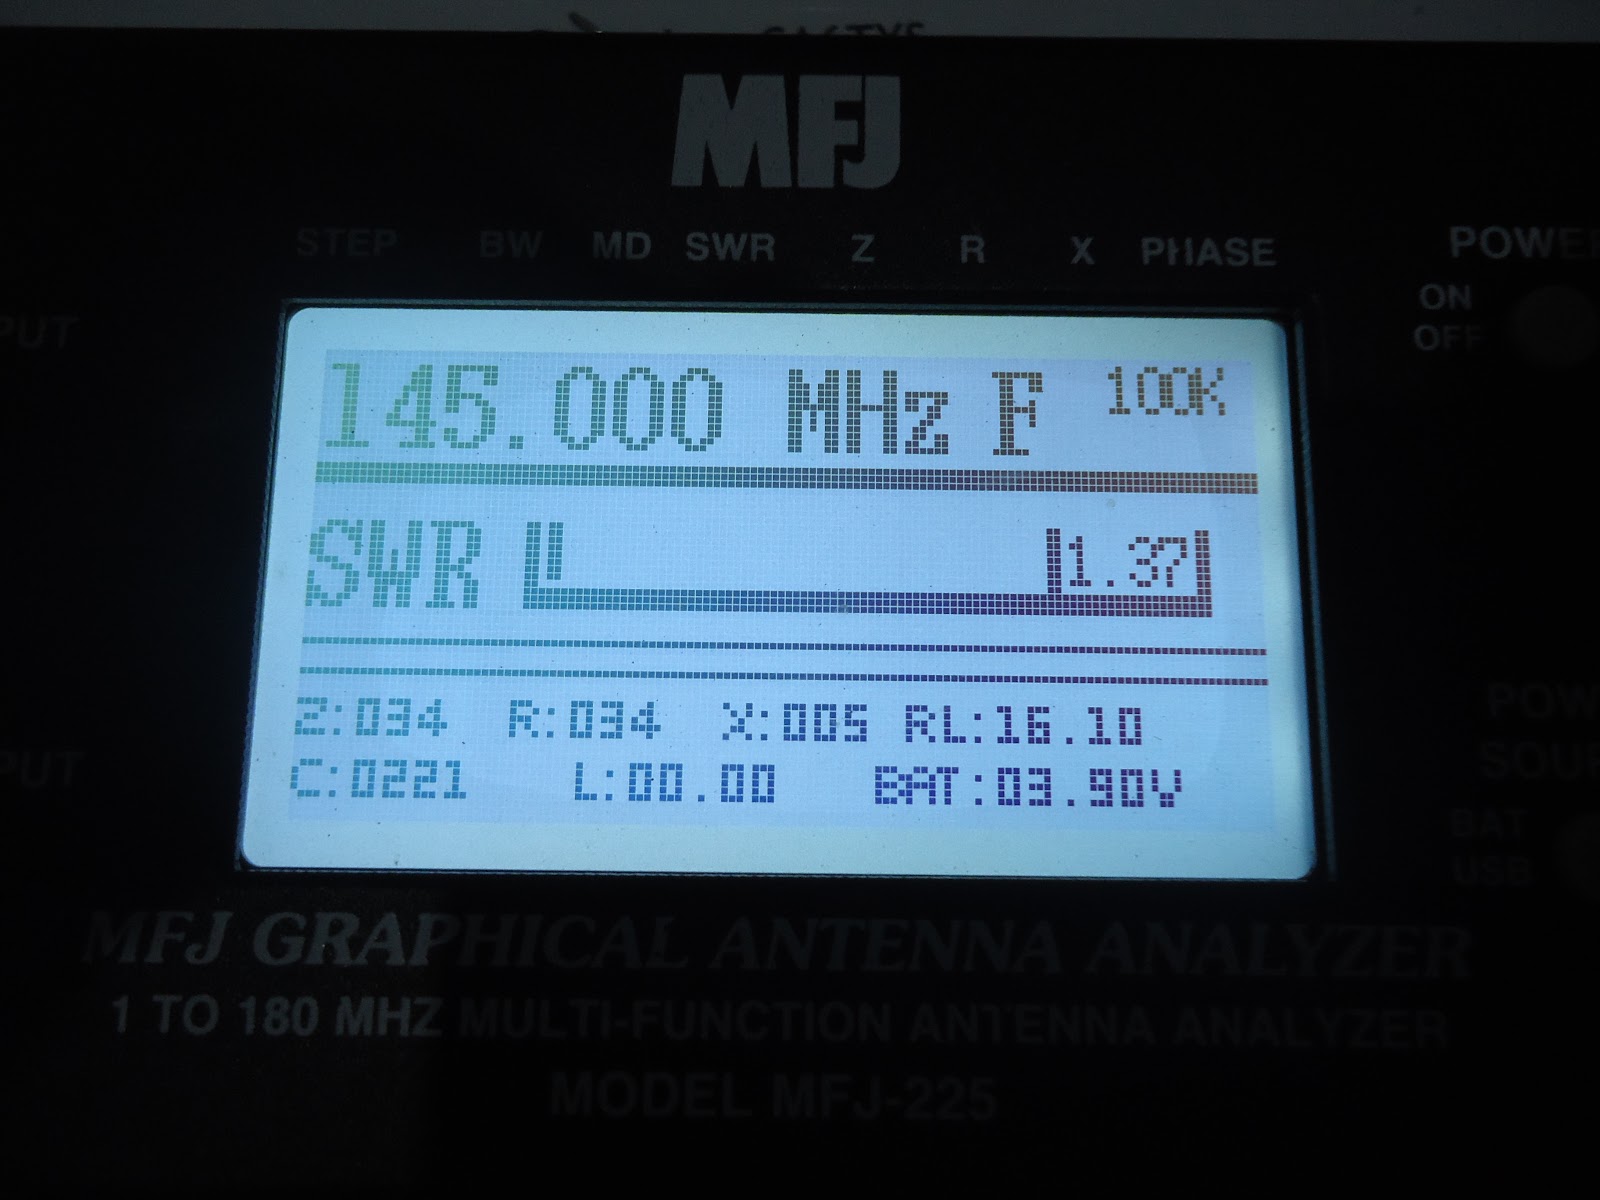 MFJ
STEP BW MD SWR Z R X PHASE
POWER
ON
OFF
PUT
145.000 MHz F 100K
SWR 1.37
Z:034 R:034 X:005 RL:16.10
C:0221 L:00.00 BAT:03.90V
PUT
BAT
USB
MFJ GRAPHICAL ANTENNA ANALYZER
1 TO 180 MHZ MULTI-FUNCTION ANTENNA ANALYZER
MODEL MFJ-225